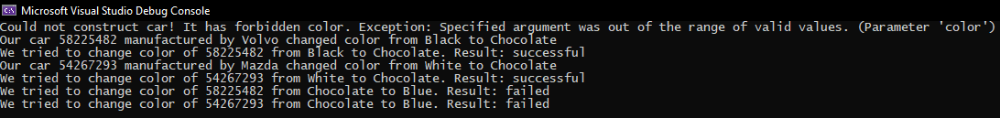 Microsoft Visual Studio Debug Console
Could not construct car! It has forbidden color. Exception: Specified argument was out of the range of valid values. (Parameter 'color')
Our car 58225482 manufactured by Volvo changed color from Black to Chocolate
We tried to change color of 58225482 from Black to Chocolate. Result: successful
Our car 54267293 manufactured by Mazda changed color from White to Chocolate
We tried to change color of 54267293 from White to Chocolate. Result: successful
We tried to change color of 58225482 from Chocolate to Blue. Result: failed
We tried to change color of 54267293 from Chocolate to Blue. Result: failed